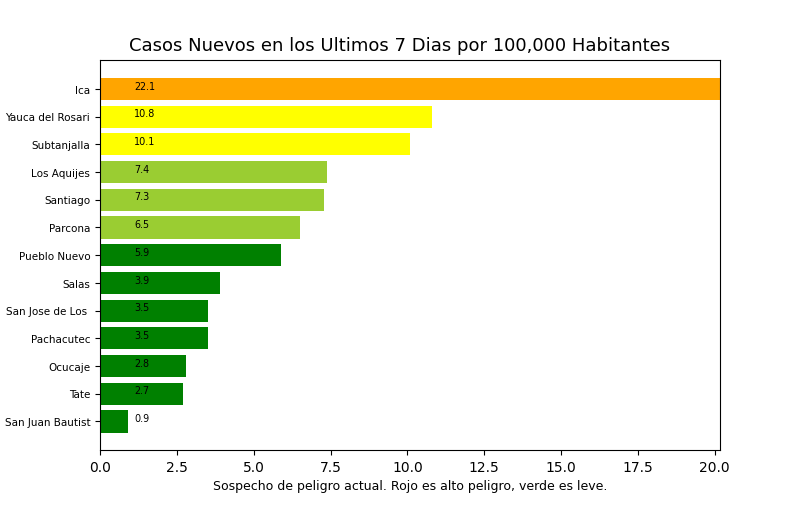 Casos Nuevos en los Ultimos 7 Dias por 100,000 Habitantes
Ica 22.1
Yauca del Rosari 10.8
Subtanjalla 10.1
Los Aquijes 7.4
Santiago 7.3
Parcona 6.5
Pueblo Nuevo 5.9
Salas 3.9
San Jose de Los 3.5
Pachacutec 3.5
Ocucaje 2.8
Tate 2.7
San Juan Bautist 0.9
0.0 2.5 5.0 7.5 10.0 12.5 15.0 17.5 20.0
Sospecho de peligro actual. Rojo es alto peligro, verde es leve.